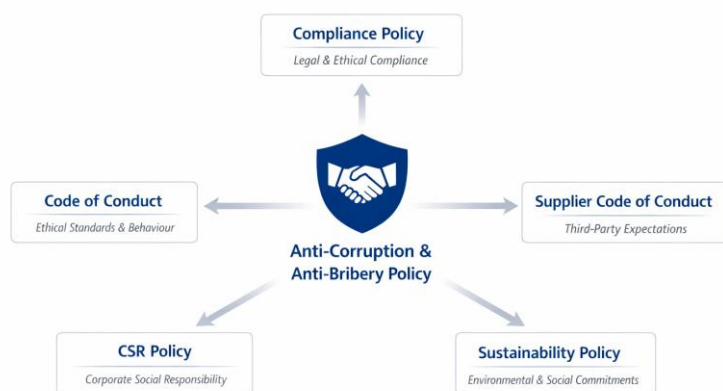 Compliance Policy
Legal & Ethical Compliance
Code of Conduct
Ethical Standards & Behaviour
Supplier Code of Conduct
Third-Party Expectations
Anti-Corruption &
Anti-Bribery Policy
CSR Policy
Corporate Social Responsibility
Sustainability Policy
Environmental & Social Commitments